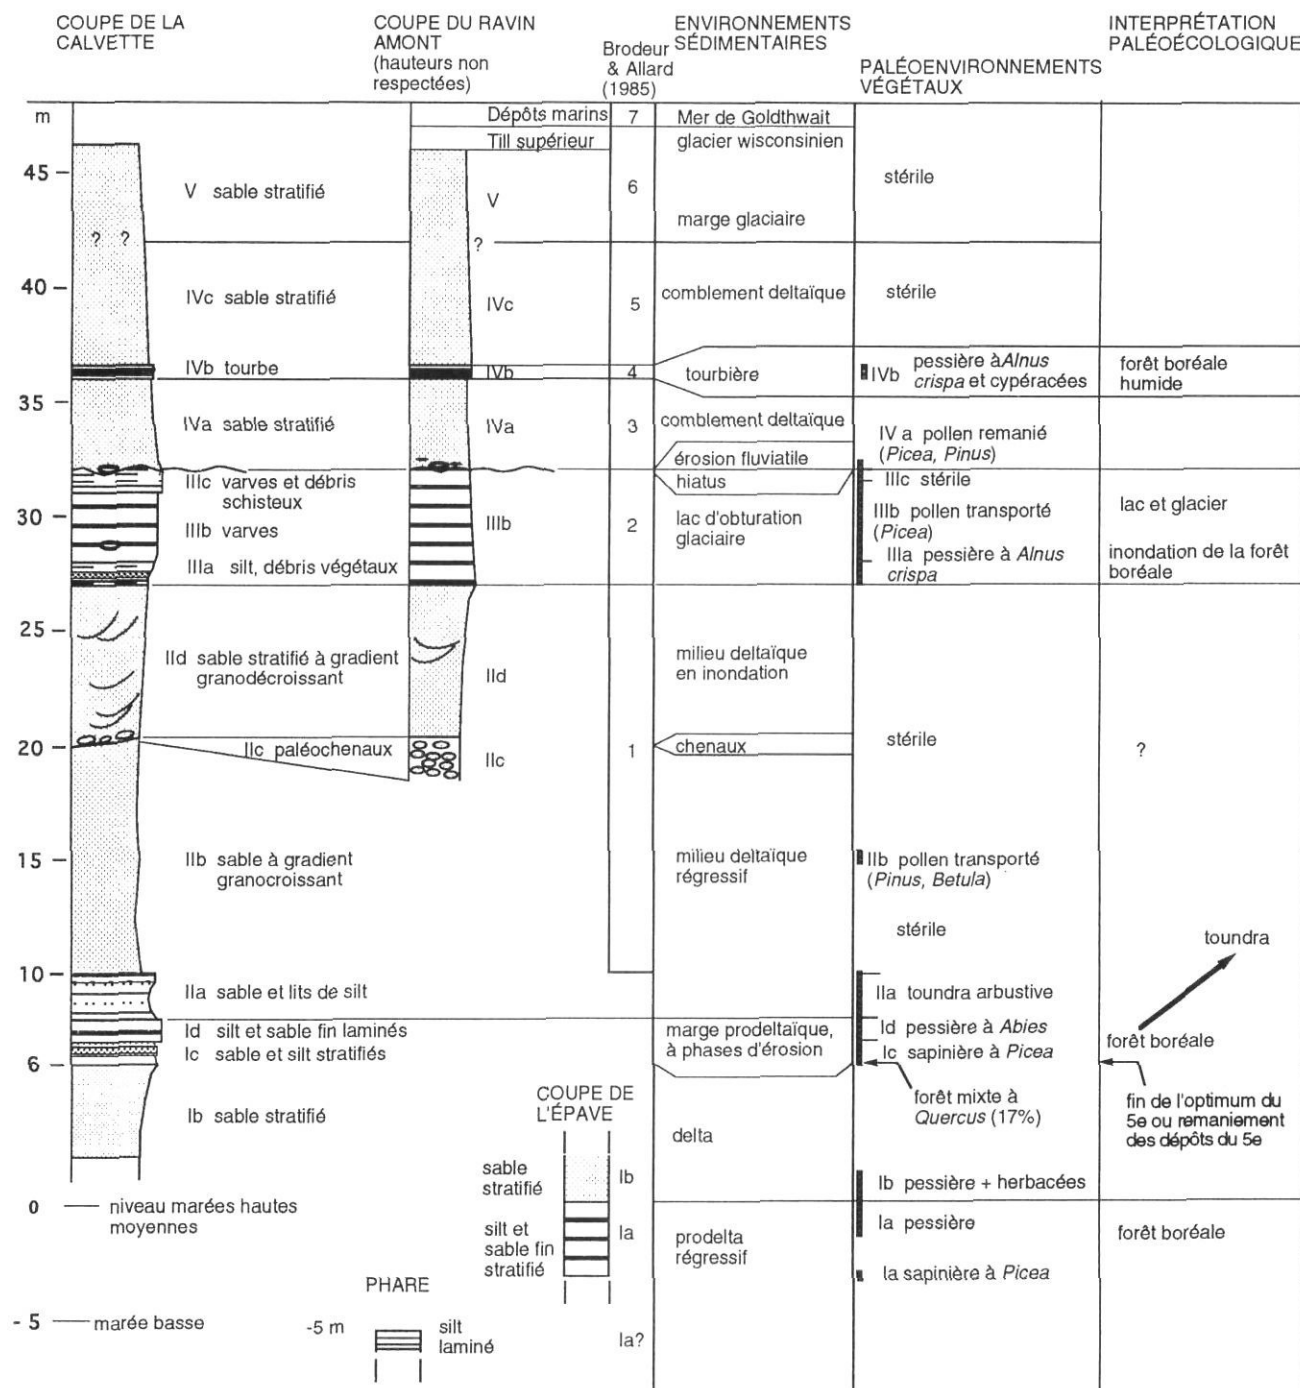 COUPE DE LA
CALVETTE
COUPE DU RAVIN
AMONT
(hauteurs non
respectées)
Brodeur
& Allard
(1985)
ENVIRONNEMENTS
SÉDIMENTAIRES
PALÉOENVIRONNEMENTS
VÉGÉTAUX
INTERPRÉTATION
PALÉOÉCOLOGIQUE
m
Dépôts marins
7
Mer de Goldthwait
Till supérieur
glacier wisconsinien
45
V sable stratifié
V
6
stérile
marge glaciaire
? ?
?
40
IVc sable stratifié
IVc
5
comblement deltaïque
stérile
IVb tourbe
IVb
4
tourbière
IVb pessière à Alnus
crispa et cypéracées
forêt boréale
humide
35
IVa sable stratifié
IVa
3
comblement deltaïque
IV a pollen remanié
(Picea, Pinus)
érosion fluviatile
hiatus
IIIc varves et débris
schisteux
IIIc stérile
30
IIIb varves
IIIb
2
lac d'obturation
glaciaire
IIIb pollen transporté
(Picea)
lac et glacier
IIIa silt, débris végétaux
IIIa pessière à Alnus
crispa
inondation de la forêt
boréale
25
IId sable stratifié à gradient
granodécroissant
IId
milieu deltaïque
en inondation
20
IIc paléochenaux
IIc
1
chenaux
stérile
?
15
IIb sable à gradient
granocroissant
milieu deltaïque
régressif
IIb pollen transporté
(Pinus, Betula)
stérile
toundra
10
IIa sable et lits de silt
IIa toundra arbustive
Id silt et sable fin laminés
marge prodeltaïque,
à phases d'érosion
Id pessière à Abies
forêt boréale
Ic sable et silt stratifiés
Ic sapinière à Picea
6
Ib sable stratifié
COUPE DE
L'ÉPAVE
forêt mixte à
Quercus (17%)
fin de l'optimum du
5e ou remaniement
des dépôts du 5e
delta
sable
stratifié
Ib
Ib pessière + herbacées
0
niveau marées hautes
moyennes
silt et
sable fin
stratifié
Ia
prodelta
régressif
Ia pessière
forêt boréale
Ia sapinière à Picea
PHARE
- 5
marée basse
-5 m
silt
laminé
Ia?